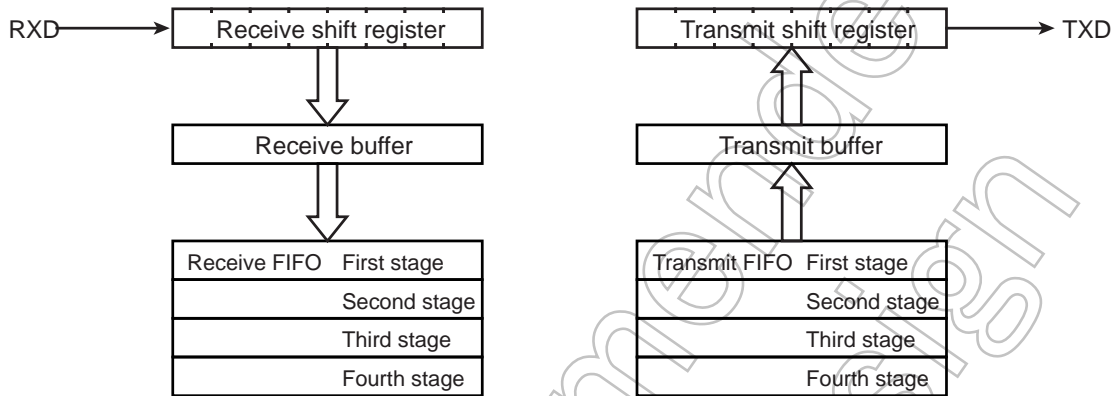 RXD
Receive shift register
Receive buffer
Receive FIFO First stage
Second stage
Third stage
Fourth stage
Transmit shift register
TXD
Transmit buffer
Transmit FIFO First stage
Second stage
Third stage
Fourth stage